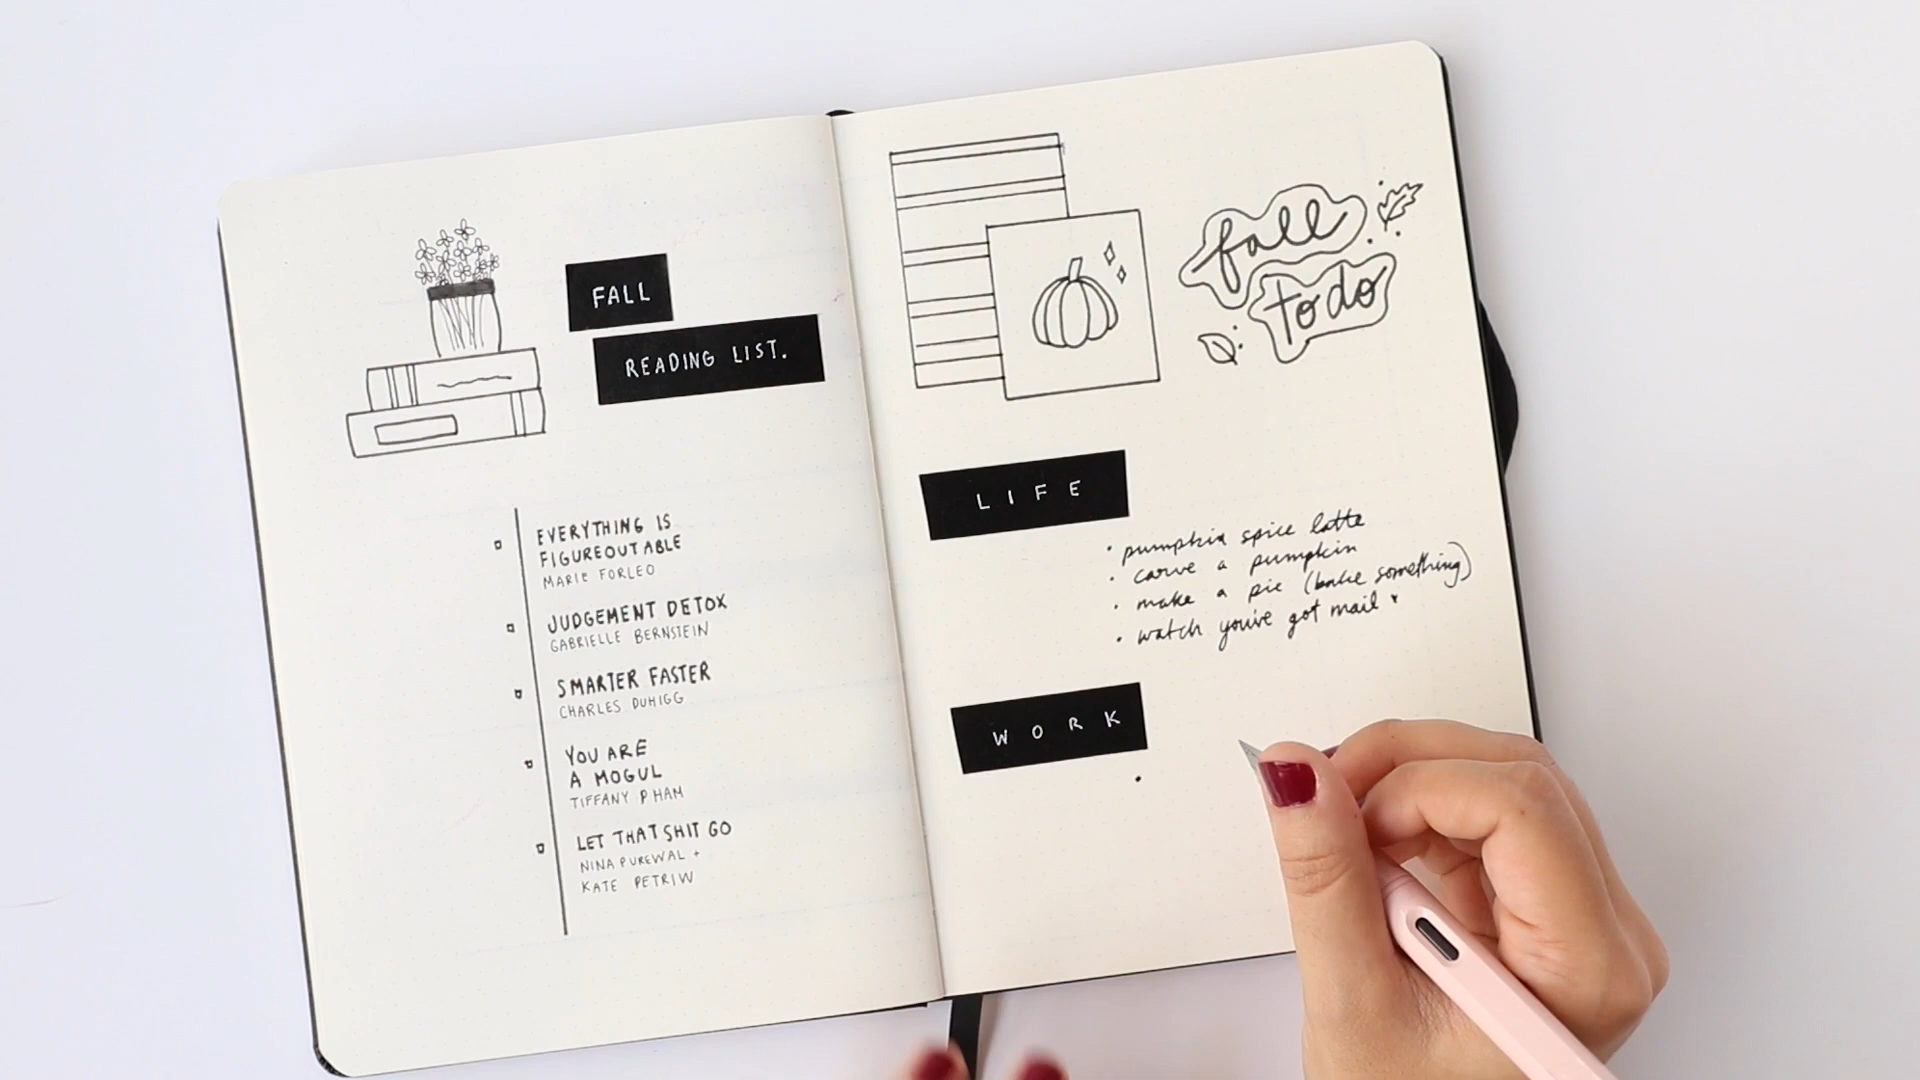 FALL
READING LIST.
EVERYTHING IS
FIGUREOUTABLE
MARIE FORLEO
JUDGEMENT DETOX
GABRIELLE BERNSTEIN
SMARTER FASTER
CHARLES DUHIGG
YOU ARE
A MOGUL
TIFFANY PHAM
LET THAT SHIT GO
NINA PUREWAL +
KATE PETRIW
fall
to do
LIFE
• pumpkin spice latte
• carve a pumpkin
• make a pie (bake something)
• watch you've got mail *
WORK
•